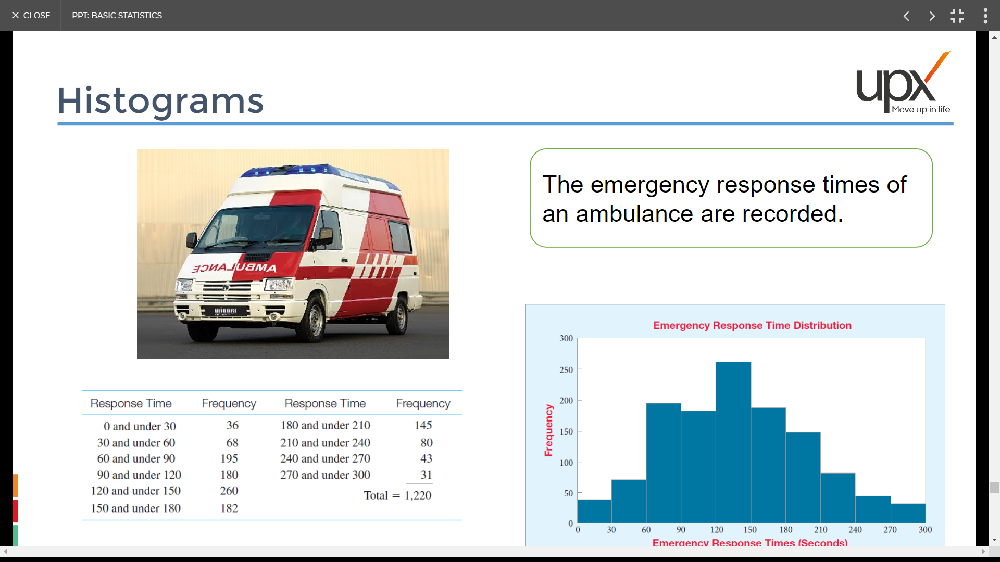 CLOSE
PPT: BASIC STATISTICS
upx
Move up in life
Histograms
AMBULANCE
winger
The emergency response times of
an ambulance are recorded.
Response Time Frequency Response Time Frequency
0 and under 30 36 180 and under 210 145
30 and under 60 68 210 and under 240 80
60 and under 90 195 240 and under 270 43
90 and under 120 180 270 and under 300 31
120 and under 150 260 Total = 1,220
150 and under 180 182
Emergency Response Time Distribution
Frequency
300
250
200
150
100
50
0
0 30 60 90 120 150 180 210 240 270 300
Emergency Response Times (Seconds)